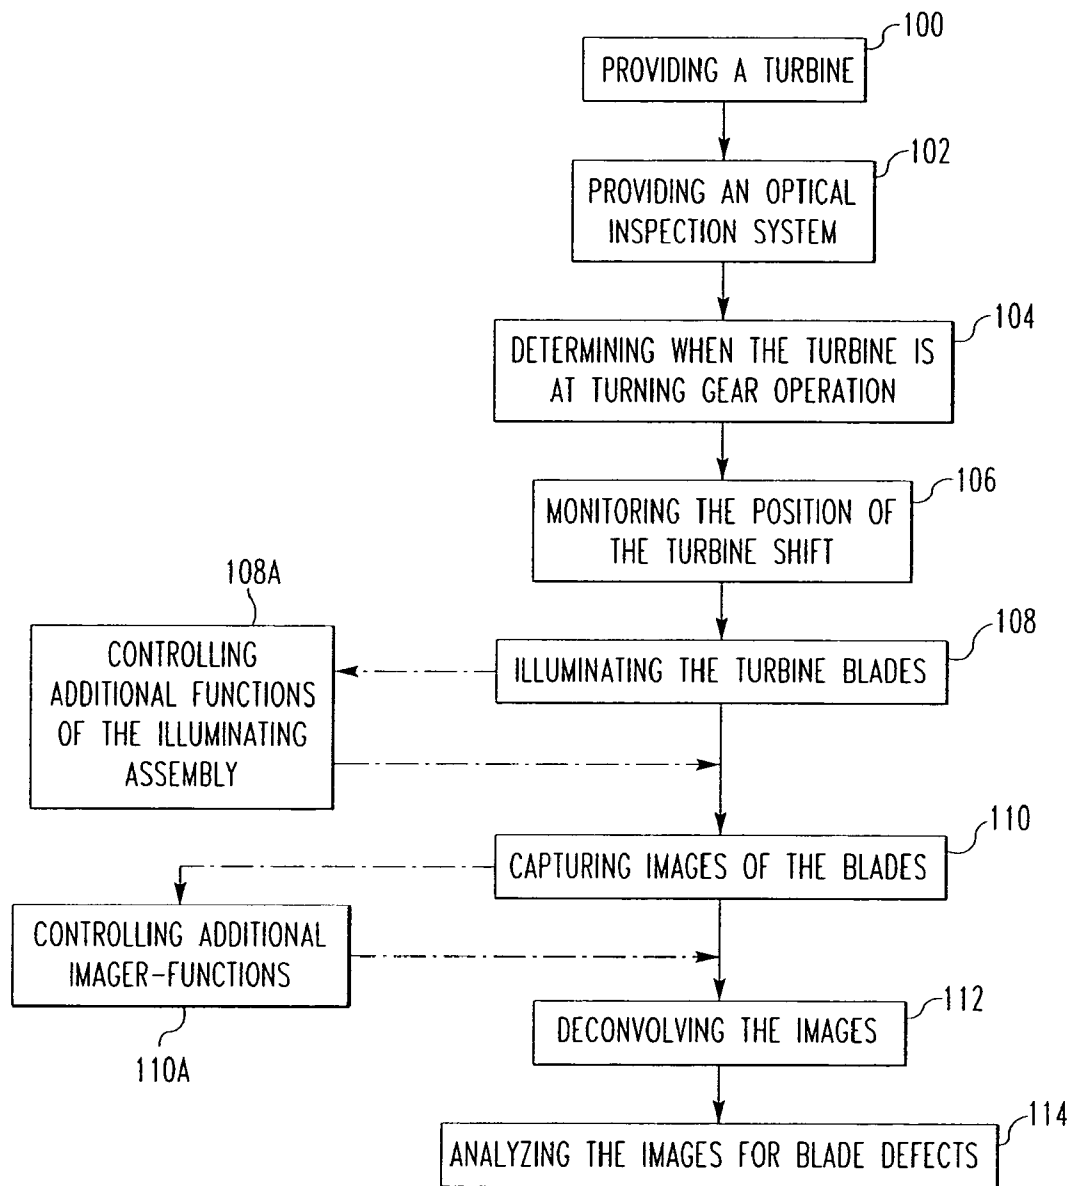 100
PROVIDING A TURBINE
102
PROVIDING AN OPTICAL
INSPECTION SYSTEM
104
DETERMINING WHEN THE TURBINE IS
AT TURNING GEAR OPERATION
106
MONITORING THE POSITION OF
THE TURBINE SHIFT
108A
CONTROLLING
ADDITIONAL FUNCTIONS
OF THE ILLUMINATING
ASSEMBLY
108
ILLUMINATING THE TURBINE BLADES
110
CAPTURING IMAGES OF THE BLADES
CONTROLLING ADDITIONAL
IMAGER-FUNCTIONS
110A
112
DECONVOLVING THE IMAGES
114
ANALYZING THE IMAGES FOR BLADE DEFECTS